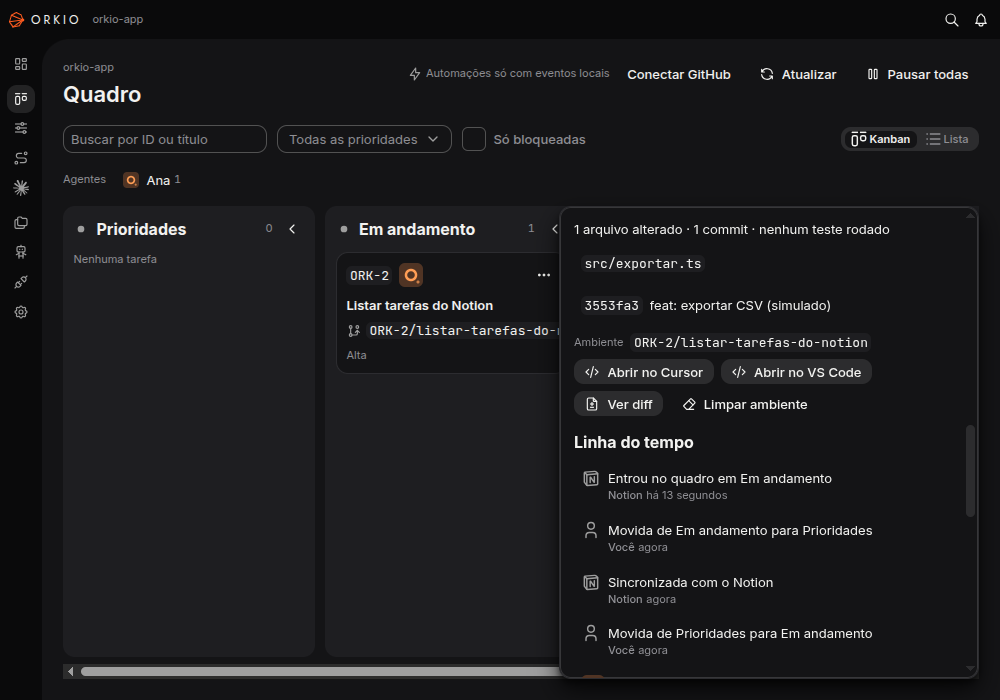 ORKIO orkio-app
orkio-app
Quadro
Automações só com eventos locais
Conectar GitHub
Atualizar
Pausar todas
Buscar por ID ou título
Todas as prioridades
Só bloqueadas
Kanban
Lista
Agentes
Ana 1
Prioridades 0
Nenhuma tarefa
Em andamento 1
ORK-2
Listar tarefas do Notion
ORK-2/listar-tarefas-do-
Alta
1 arquivo alterado · 1 commit · nenhum teste rodado
src/exportar.ts
3553fa3 feat: exportar CSV (simulado)
Ambiente ORK-2/listar-tarefas-do-notion
Abrir no Cursor
Abrir no VS Code
Ver diff
Limpar ambiente
Linha do tempo
Entrou no quadro em Em andamento
Notion há 13 segundos
Movida de Em andamento para Prioridades
Você agora
Sincronizada com o Notion
Notion agora
Movida de Prioridades para Em andamento
Você agora